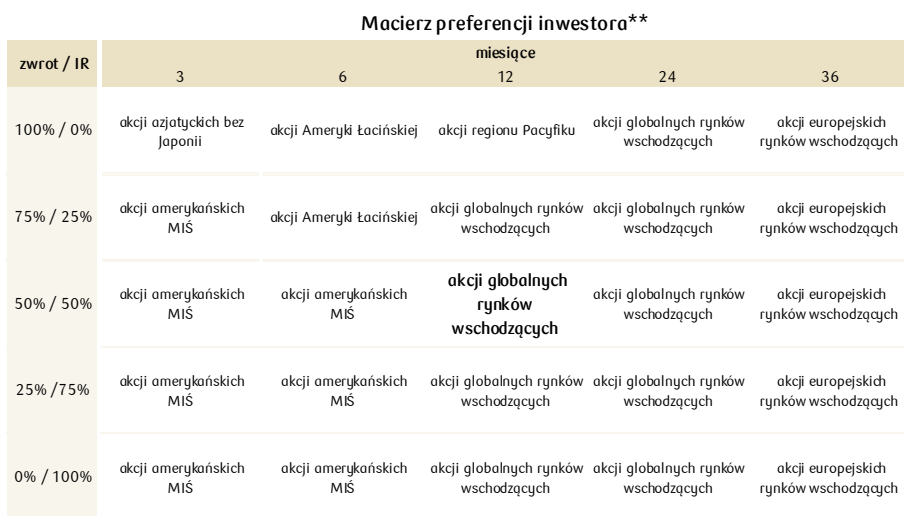 Macierz preferencji inwestora**
zwrot / IR
miesiące
3 6 12 24 36
100% / 0%
akcji azjatyckich bez
Japonii
akcji Ameryki Łacińskiej
akcji regionu Pacyfiku
akcji globalnych rynków
wschodzących
akcji europejskich
rynków wschodzących
75% / 25%
akcji amerykańskich
MIŚ
akcji Ameryki Łacińskiej
akcji globalnych rynków
wschodzących
akcji globalnych rynków
wschodzących
akcji europejskich
rynków wschodzących
50% / 50%
akcji amerykańskich
MIŚ
akcji amerykańskich
MIŚ
akcji globalnych
rynków
wschodzących
akcji globalnych rynków
wschodzących
akcji europejskich
rynków wschodzących
25% /75%
akcji amerykańskich
MIŚ
akcji amerykańskich
MIŚ
akcji globalnych rynków
wschodzących
akcji globalnych rynków
wschodzących
akcji europejskich
rynków wschodzących
0% / 100%
akcji amerykańskich
MIŚ
akcji amerykańskich
MIŚ
akcji globalnych rynków
wschodzących
akcji globalnych rynków
wschodzących
akcji europejskich
rynków wschodzących